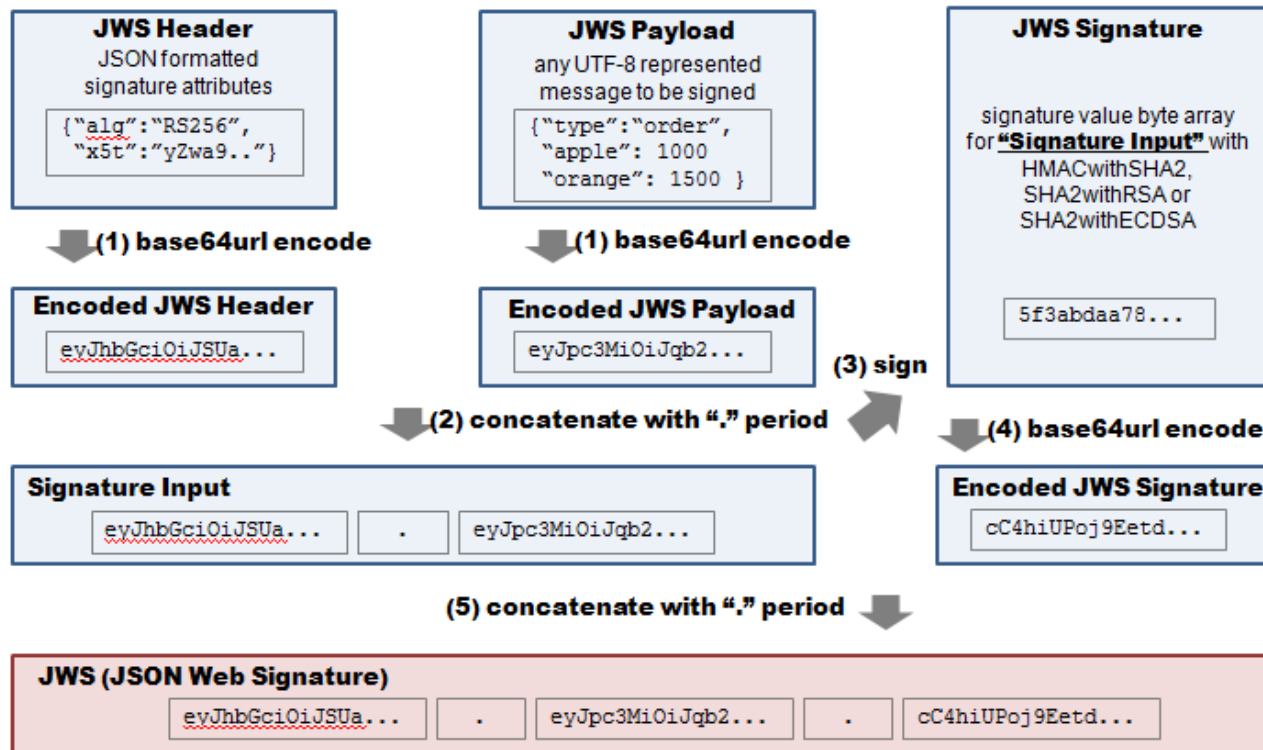 JWS Header
JSON formatted
signature attributes
{“alg”:“RS256”,
“x5t”:“yZwa9..”}
JWS Payload
any UTF-8 represented
message to be signed
{“type”:“order”,
“apple”: 1000
“orange”: 1500 }
JWS Signature
signature value byte array
for “Signature Input” with
HMACwithSHA2,
SHA2withRSA or
SHA2withECDSA
5f3abdaa78...
(1) base64url encode
(1) base64url encode
Encoded JWS Header
eyJhbGciOiJSUa...
Encoded JWS Payload
eyJpc3MiOiJqb2...
(3) sign
(2) concatenate with “.” period
(4) base64url encode
Signature Input
eyJhbGciOiJSUa... . eyJpc3MiOiJqb2...
Encoded JWS Signature
cC4hiUPoj9Eetd...
(5) concatenate with “.” period
JWS (JSON Web Signature)
eyJhbGciOiJSUa... . eyJpc3MiOiJqb2... . cC4hiUPoj9Eetd...